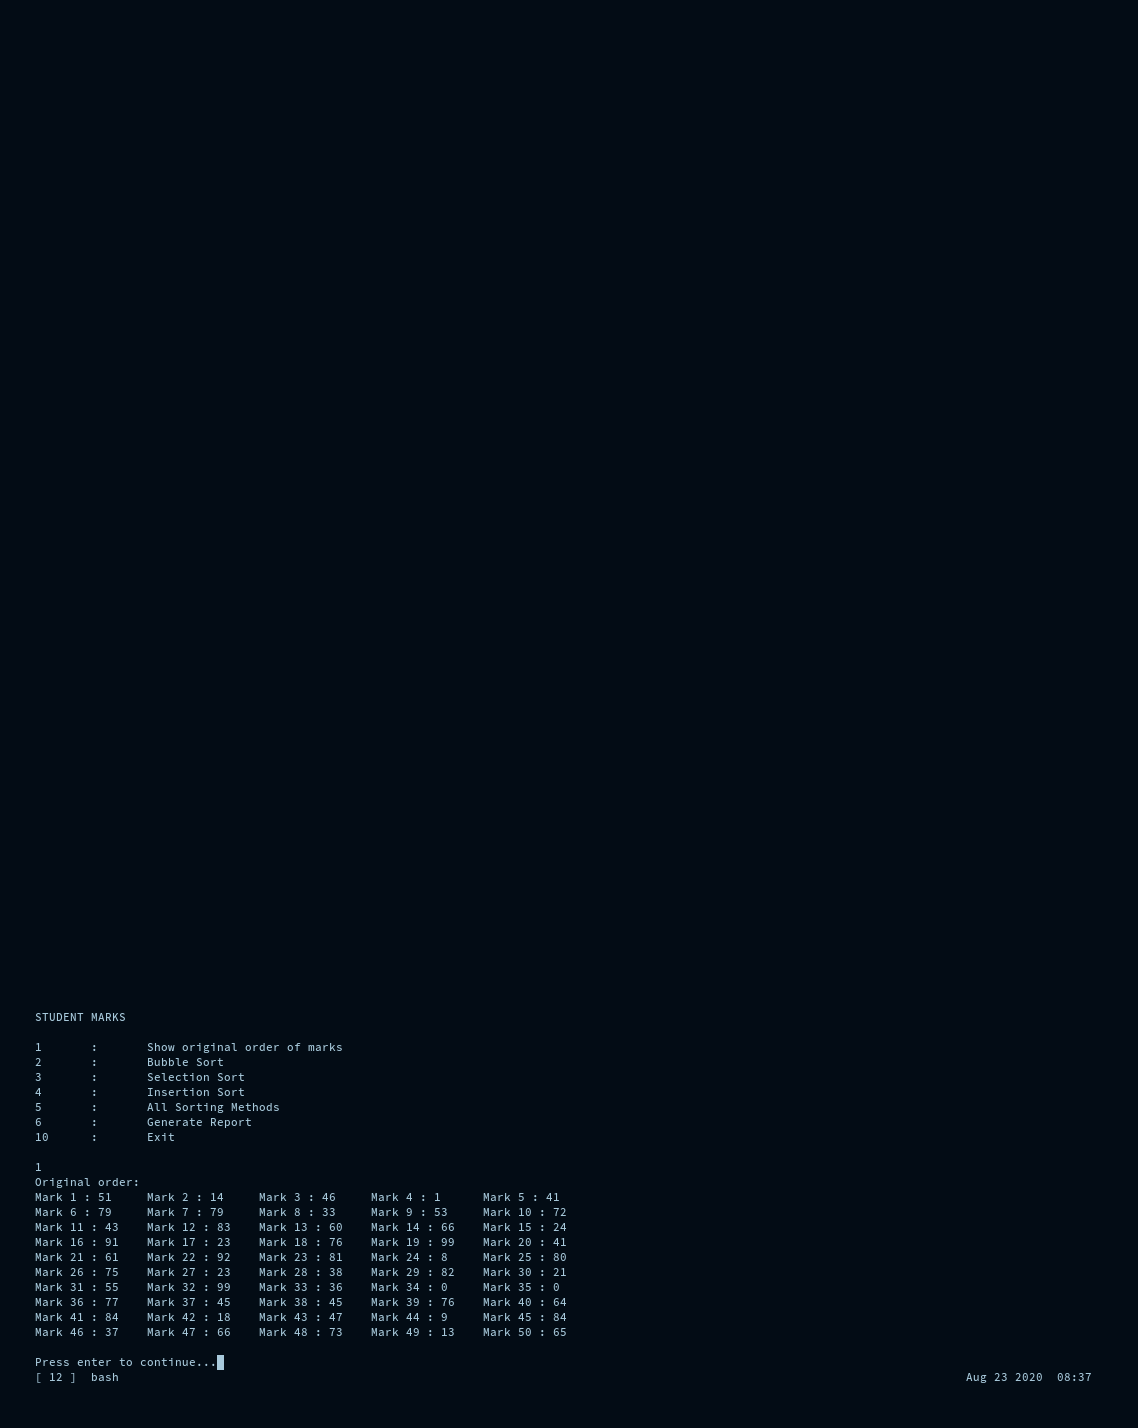 STUDENT MARKS
1 : Show original order of marks
2 : Bubble Sort
3 : Selection Sort
4 : Insertion Sort
5 : All Sorting Methods
6 : Generate Report
10 : Exit
1
Original order:
Mark 1 : 51 Mark 2 : 14 Mark 3 : 46 Mark 4 : 1 Mark 5 : 41
Mark 6 : 79 Mark 7 : 79 Mark 8 : 33 Mark 9 : 53 Mark 10 : 72
Mark 11 : 43 Mark 12 : 83 Mark 13 : 60 Mark 14 : 66 Mark 15 : 24
Mark 16 : 91 Mark 17 : 23 Mark 18 : 76 Mark 19 : 99 Mark 20 : 41
Mark 21 : 61 Mark 22 : 92 Mark 23 : 81 Mark 24 : 8 Mark 25 : 80
Mark 26 : 75 Mark 27 : 23 Mark 28 : 38 Mark 29 : 82 Mark 30 : 21
Mark 31 : 55 Mark 32 : 99 Mark 33 : 36 Mark 34 : 0 Mark 35 : 0
Mark 36 : 77 Mark 37 : 45 Mark 38 : 45 Mark 39 : 76 Mark 40 : 64
Mark 41 : 84 Mark 42 : 18 Mark 43 : 47 Mark 44 : 9 Mark 45 : 84
Mark 46 : 37 Mark 47 : 66 Mark 48 : 73 Mark 49 : 13 Mark 50 : 65
Press enter to continue...
[ 12 ] bash Aug 23 2020 08:37